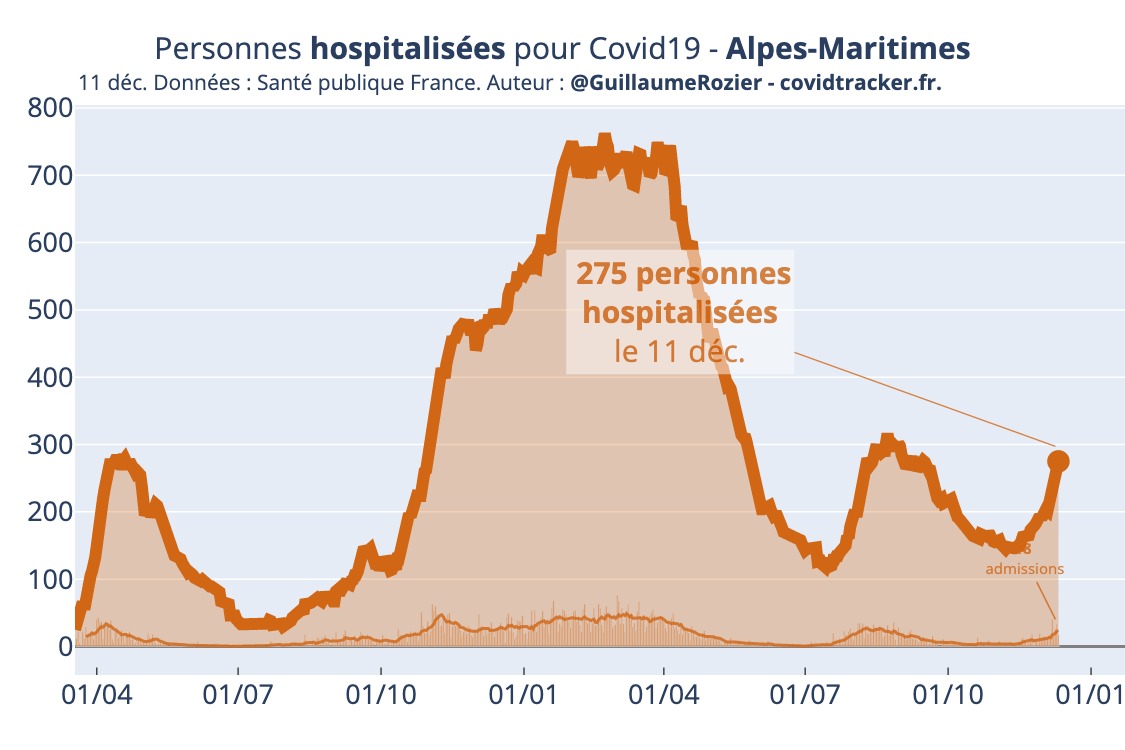 Personnes hospitalisées pour Covid19 - Alpes-Maritimes
11 déc. Données : Santé publique France. Auteur : @GuillaumeRozier - covidtracker.fr.
800
700
600
500
400
300
200
100
0
275 personnes
hospitalisées
le 11 déc.
admissions
01/04 01/07 01/10 01/01 01/04 01/07 01/10 01/01